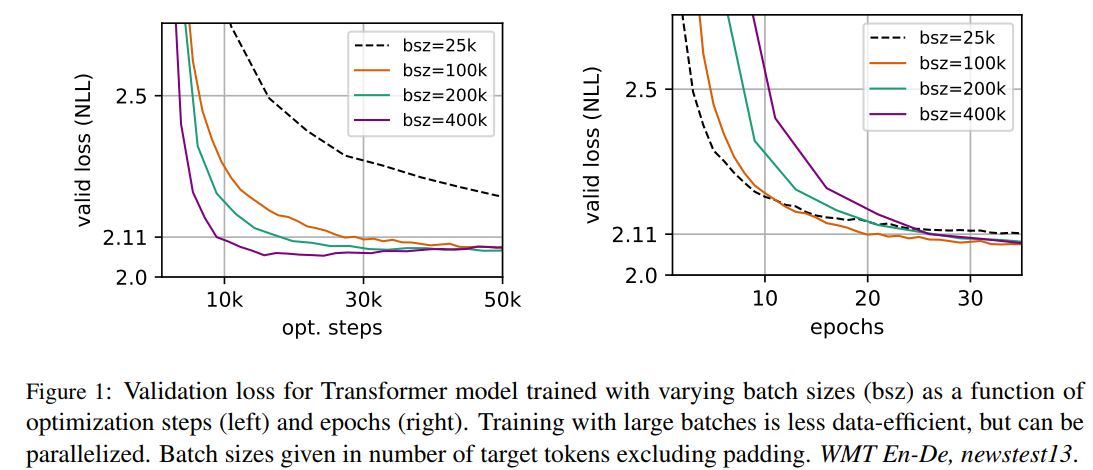 valid loss (NLL)
2.5
2.11
2.0
10k
30k
50k
opt. steps
bsz=25k
bsz=100k
bsz=200k
bsz=400k
valid loss (NLL)
2.5
2.11
2.0
10
20
30
epochs
bsz=25k
bsz=100k
bsz=200k
bsz=400k
Figure 1: Validation loss for Transformer model trained with varying batch sizes (bsz) as a function of
optimization steps (left) and epochs (right). Training with large batches is less data-efficient, but can be
parallelized. Batch sizes given in number of target tokens excluding padding. WMT En-De, newstest13.